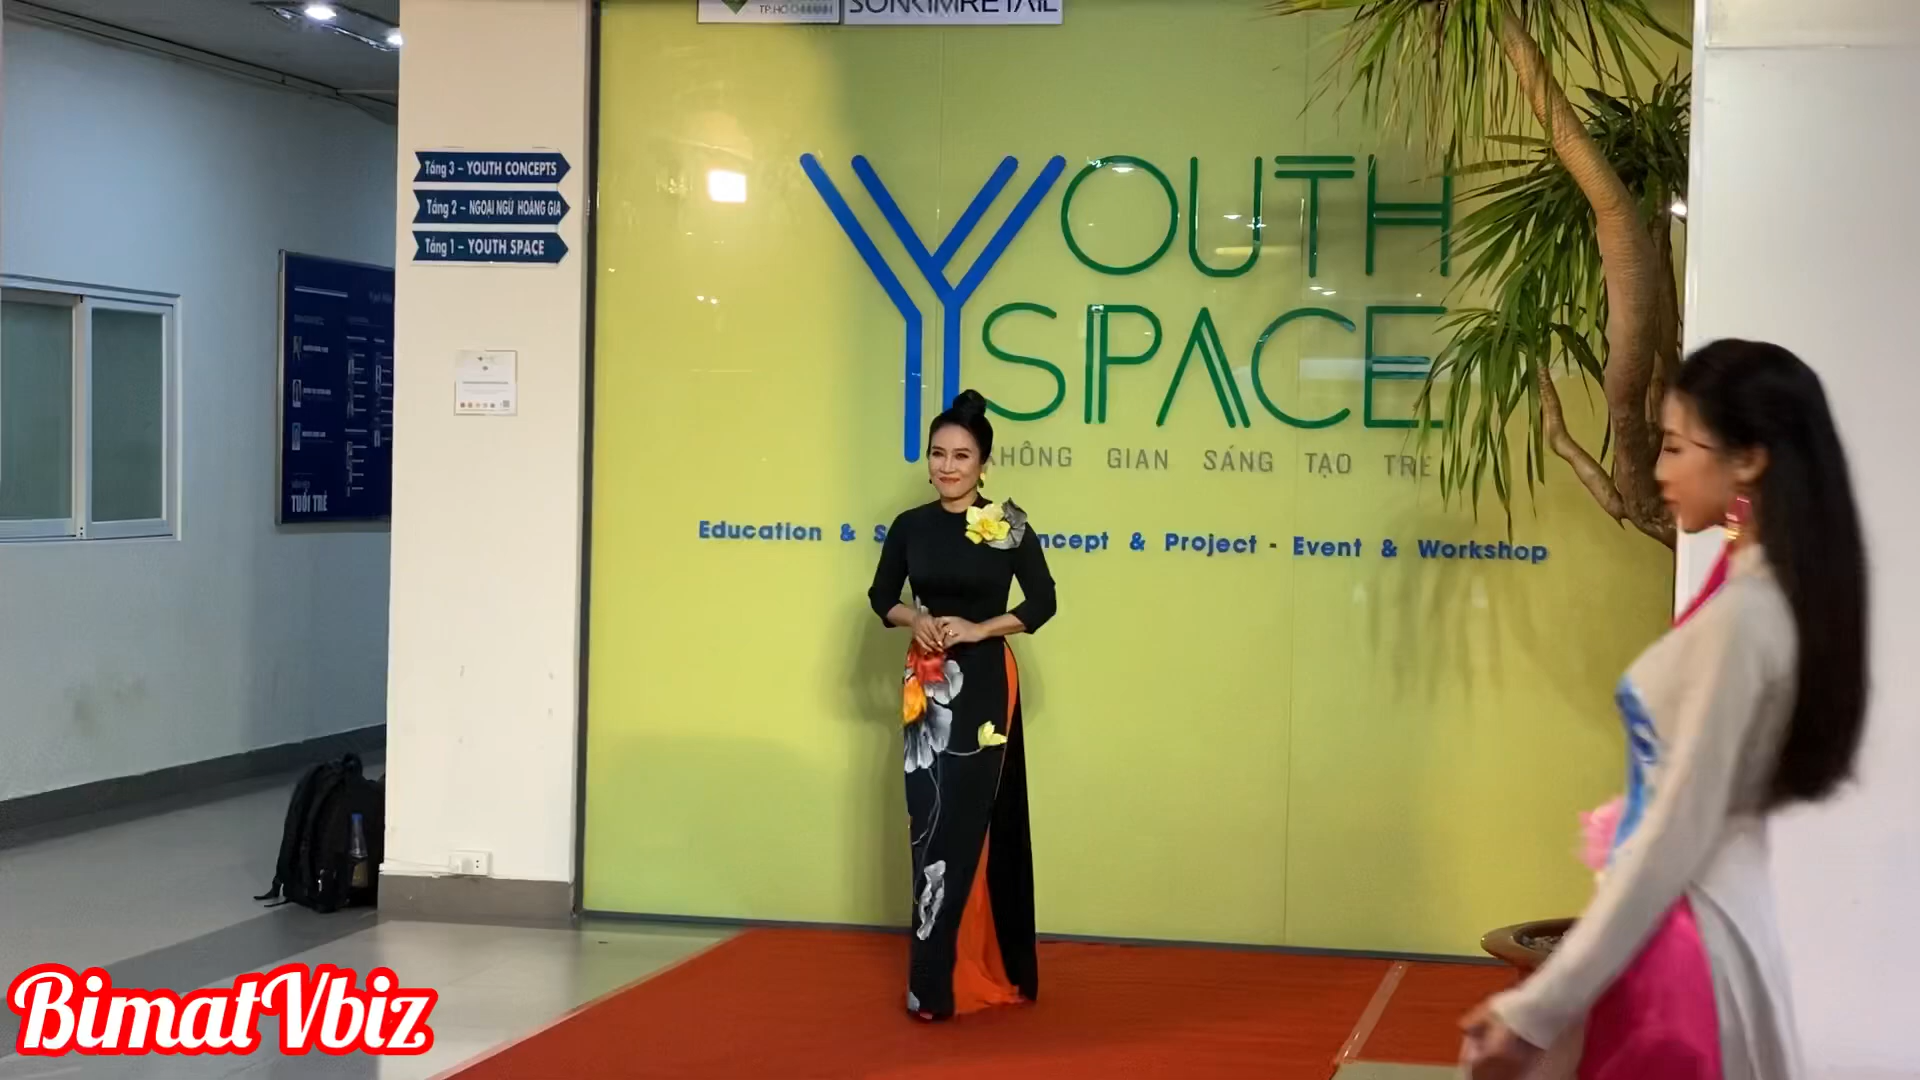 SONKIMRETAIL
Tầng 3 – YOUTH CONCEPTS
Tầng 2 – NGOẠI NGỮ HOÀNG GIA
Tầng 1 – YOUTH SPACE
YOUTH
SPACE
KHÔNG GIAN SÁNG TẠO TRẺ
Education & S ncept & Project - Event & Workshop
TUỔI TRẺ
BimatVbiz